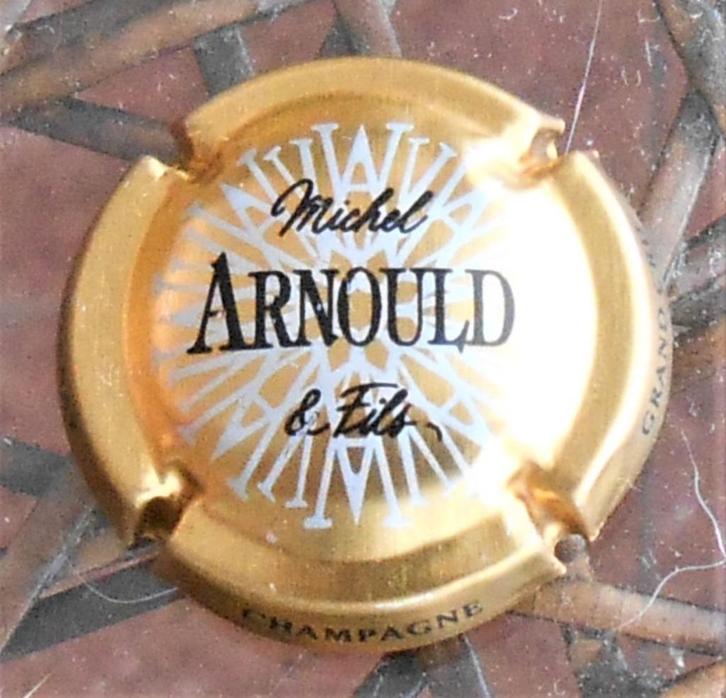 Michel
ARNOULD
& Fils
CHAMPAGNE
GRAND